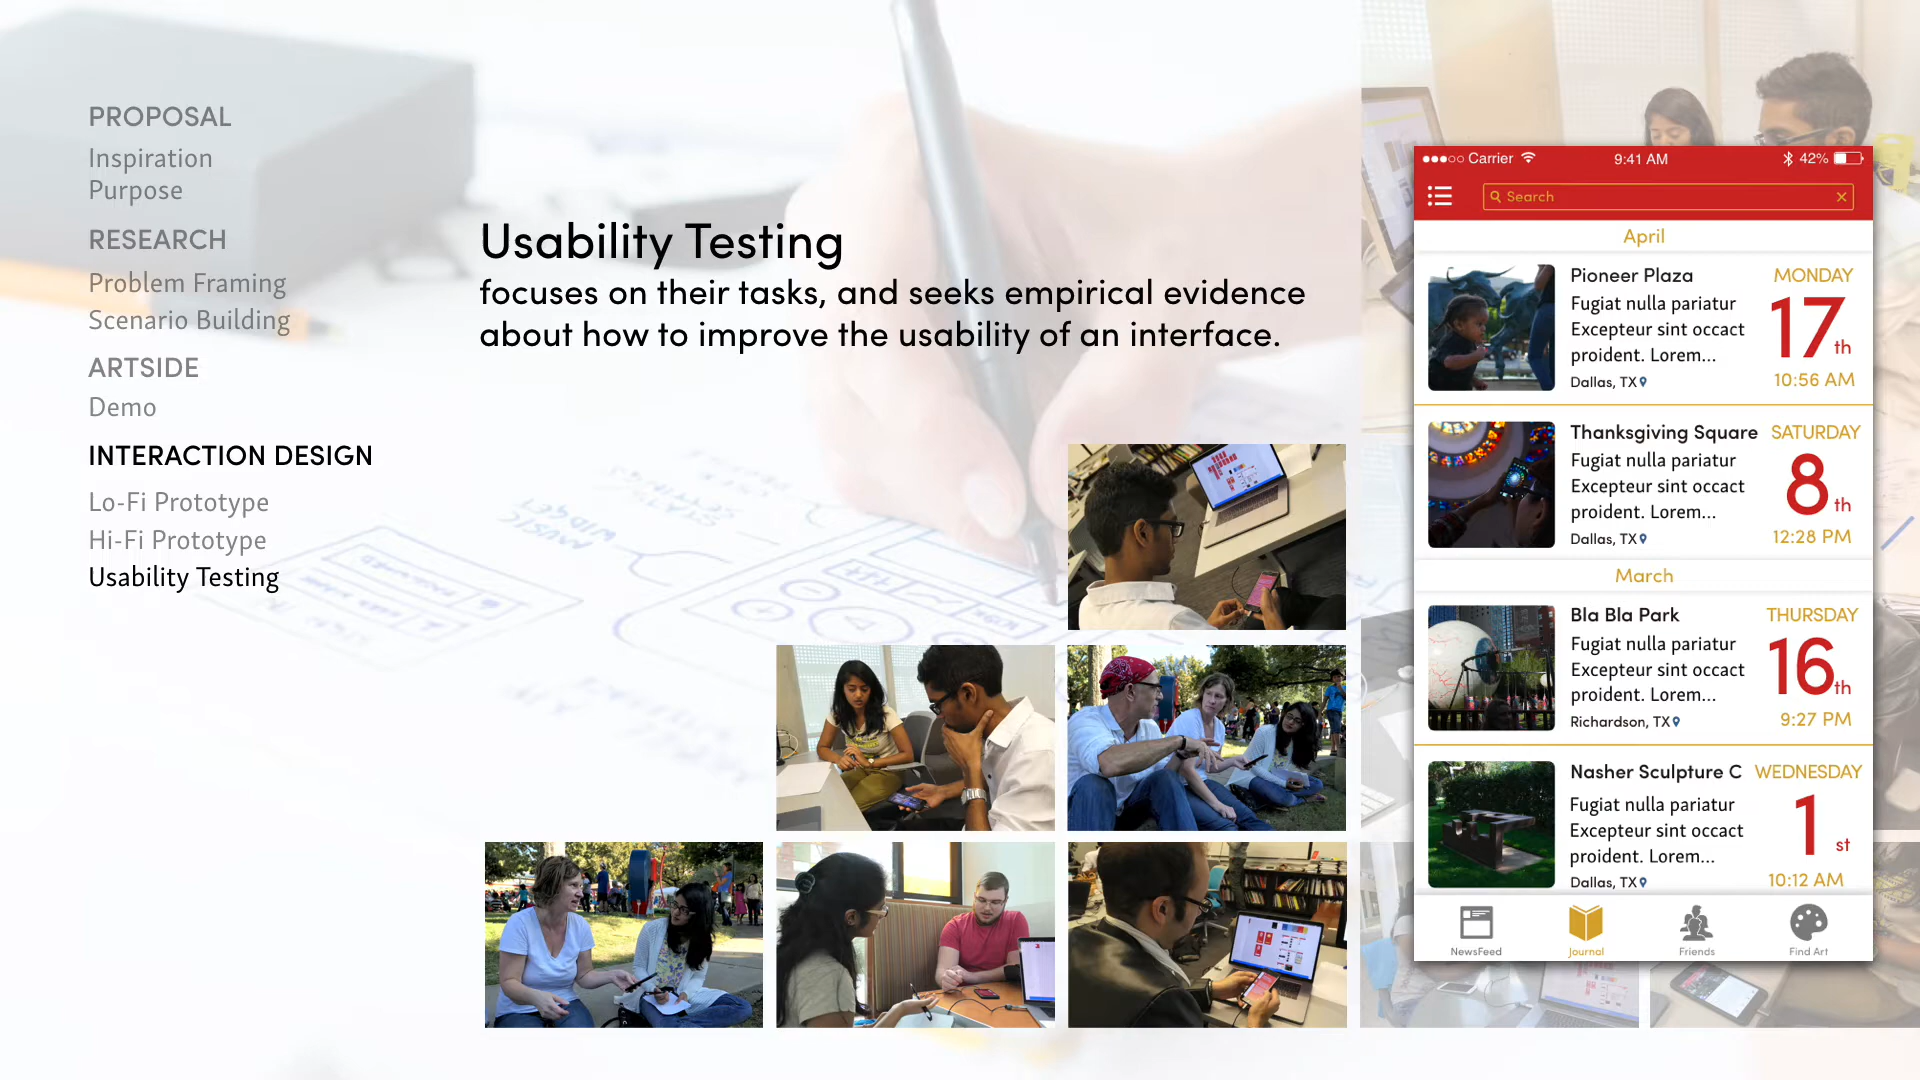 PROPOSAL
Inspiration
Purpose
RESEARCH
Problem Framing
Scenario Building
ARTSIDE
Demo
INTERACTION DESIGN
Lo-Fi Prototype
Hi-Fi Prototype
Usability Testing
Usability Testing
focuses on their tasks, and seeks empirical evidence
about how to improve the usability of an interface.
MUSIC
WIDGET
Carrier
9:41 AM
42%
Search
April
Pioneer Plaza
Fugiat nulla pariatur
Excepteur sint occact
proident. Lorem...
Dallas, TX
MONDAY
17th
10:56 AM
Thanksgiving Square
Fugiat nulla pariatur
Excepteur sint occact
proident. Lorem...
Dallas, TX
SATURDAY
8th
12:28 PM
March
Bla Bla Park
Fugiat nulla pariatur
Excepteur sint occact
proident. Lorem...
Richardson, TX
THURSDAY
16th
9:27 PM
Nasher Sculpture C
Fugiat nulla pariatur
Excepteur sint occact
proident. Lorem...
Dallas, TX
WEDNESDAY
1st
10:12 AM
NewsFeed
Journal
Friends
Find Art